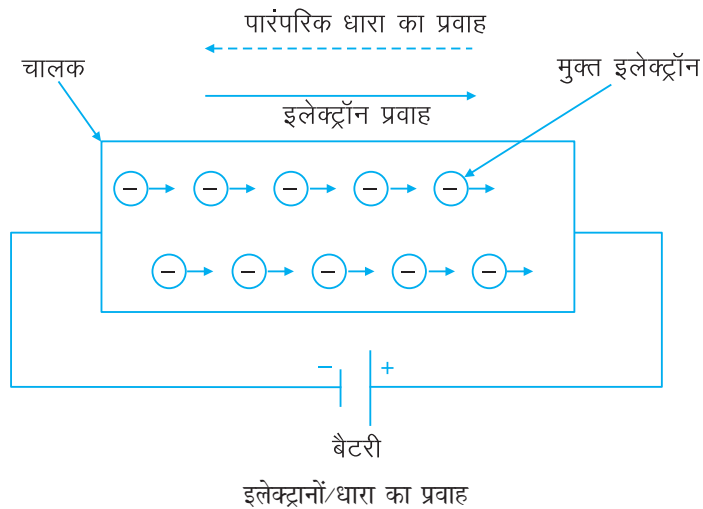 पारंपरिक धारा का प्रवाह
चालक
मुक्त इलेक्ट्रॉन
इलेक्ट्रॉन प्रवाह
− − − − −
− − − − −
− +
बैटरी
इलेक्ट्रानों/धारा का प्रवाह